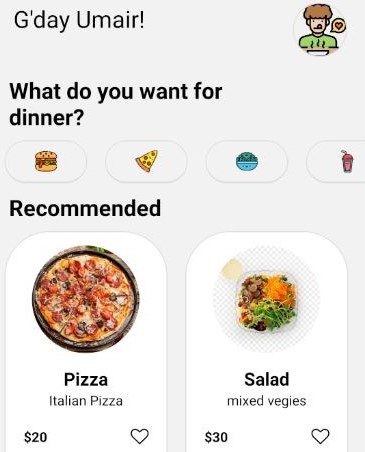 G'day Umair!
What do you want for
dinner?
Recommended
Pizza
Italian Pizza
$20
Salad
mixed vegies
$30